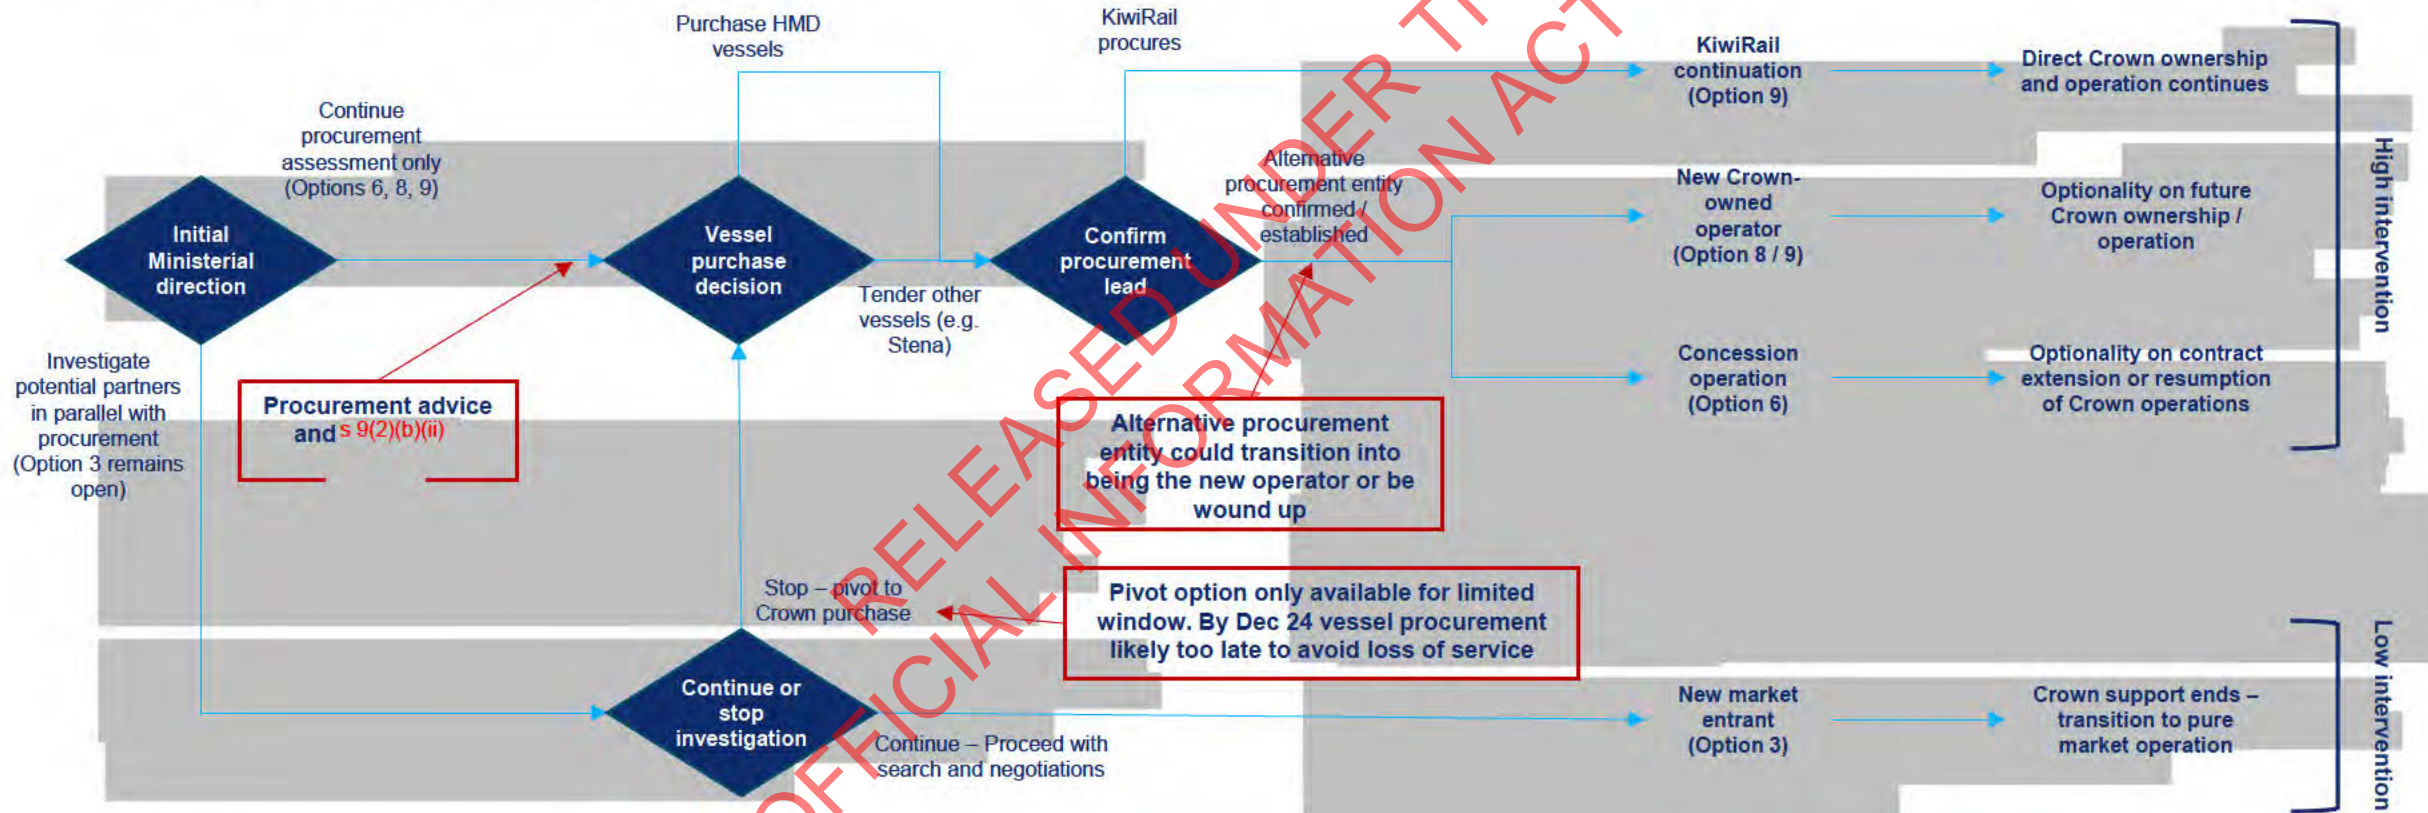 Purchase HMD
vessels
KiwiRail
procures
KiwiRail
continuation
(Option 9)
Direct Crown ownership
and operation continues
Continue
procurement
assessment only
(Options 6, 8, 9)
Alternative
procurement entity
confirmed /
established
New Crown-
owned
operator
(Option 8 / 9)
Optionality on future
Crown ownership /
operation
High intervention
Initial
Ministerial
direction
Vessel
purchase
decision
Confirm
procurement
lead
Tender other
vessels (e.g.
Stena)
Investigate
potential partners
in parallel with
procurement
(Option 3 remains
open)
Procurement advice
and s 9(2)(b)(ii)
Concession
operation
(Option 6)
Optionality on contract
extension or resumption
of Crown operations
Alternative procurement
entity could transition into
being the new operator or be
wound up
Stop – pivot to
Crown purchase
Pivot option only available for limited
window. By Dec 24 vessel procurement
likely too late to avoid loss of service
Continue or
stop
investigation
Continue – Proceed with
search and negotiations
New market
entrant
(Option 3)
Crown support ends –
transition to pure
market operation
Low intervention
RELEASED UNDER TH
OFFICIAL INFORMATION ACT